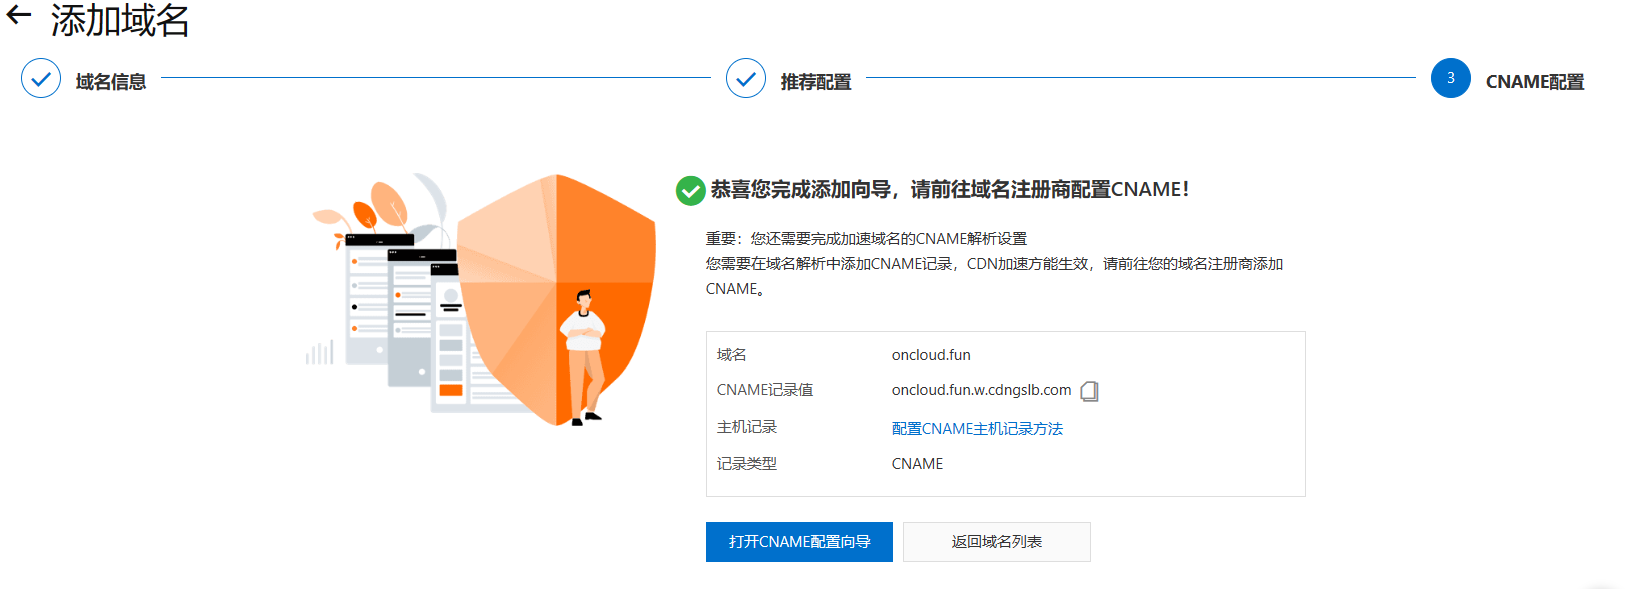 添加域名
域名信息
推荐配置
3
CNAME配置
恭喜您完成添加向导，请前往域名注册商配置CNAME！
重要：您还需要完成加速域名的CNAME解析设置
您需要在域名解析中添加CNAME记录，CDN加速方能生效，请前往您的域名注册商添加
CNAME。
域名 oncloud.fun
CNAME记录值 oncloud.fun.w.cdngslb.com
主机记录 配置CNAME主机记录方法
记录类型 CNAME
打开CNAME配置向导 返回域名列表